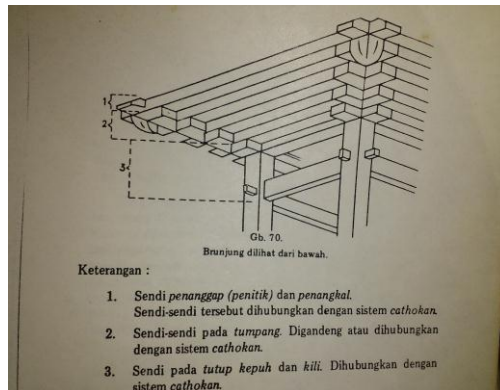 1
2
3
Gb. 70.
Brunjung dilihat dari bawah.
Keterangan :
1. Sendi penanggap (penitik) dan penangkal.
Sendi-sendi tersebut dihubungkan dengan sistem cathokan.
2. Sendi-sendi pada tumpang. Digandeng atau dihubungkan
dengan sistem cathokan.
3. Sendi pada tutup kepuh dan kili. Dihubungkan dengan
sistem cathokan.